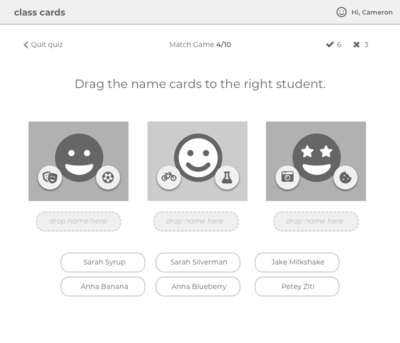 class cards
Hi, Cameron
Quit quiz
Match Game 4/10
6
3
Drag the name cards to the right student.
drop name here
drop name here
drop name here
Sarah Syrup
Sarah Silverman
Jake Milkshake
Anna Banana
Anna Blueberry
Petey Ziti